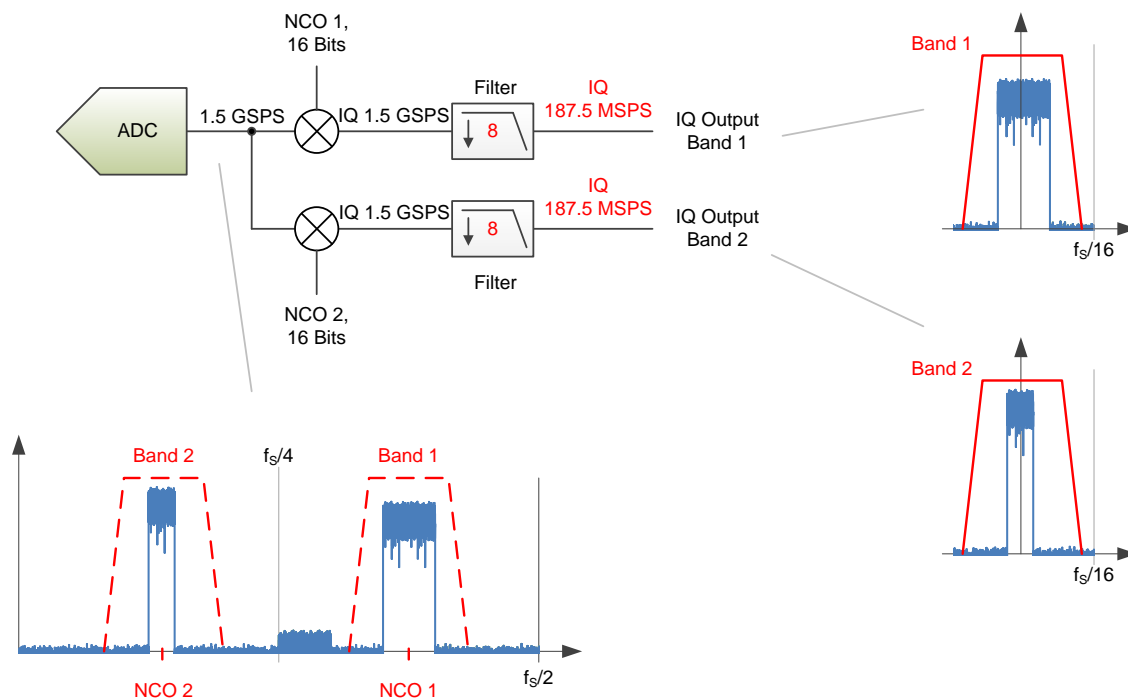 NCO 1,
16 Bits
ADC
1.5 GSPS
IQ 1.5 GSPS
Filter
8
IQ
187.5 MSPS
IQ Output
Band 1
IQ 1.5 GSPS
8
Filter
IQ
187.5 MSPS
IQ Output
Band 2
NCO 2,
16 Bits
Band 1
fS/16
Band 2
fS/16
Band 2
fS/4
Band 1
NCO 2
NCO 1
fS/2